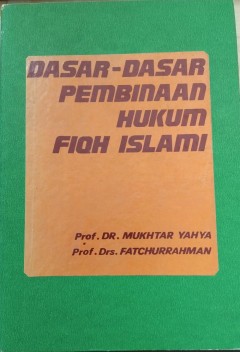 DASAR-DASAR
PEMBINAAN
HUKUM
FIQH ISLAMI
Prof. DR. MUKHTAR YAHYA
Prof. Drs. FATCHURRAHMAN